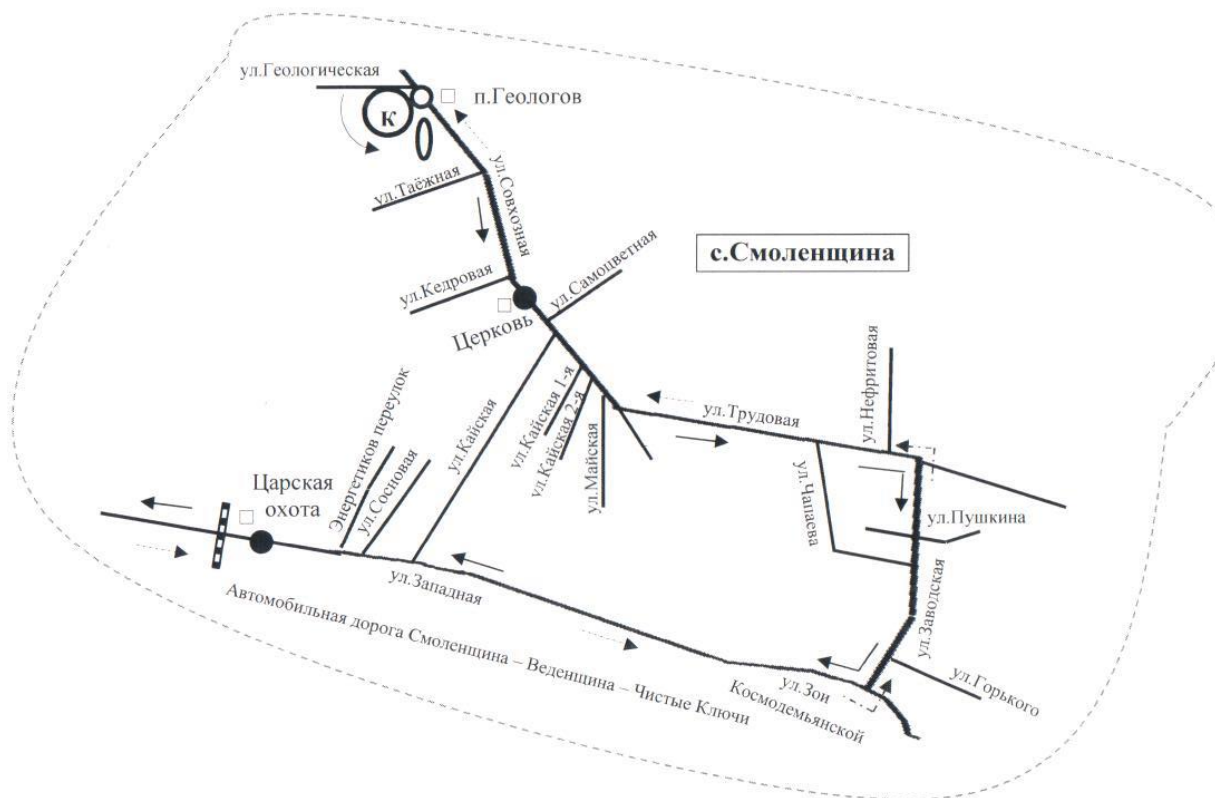 ул.Геологическая
К
п.Геологов
ул.Совхозная
ул.Таёжная
с.Смоленщина
ул.Кедровая
ул.Самоцветная
Церковь
ул.Нефритовая
ул.Кайская 1-я
ул.Кайская 2-я
ул.Трудовая
ул.Кайская
ул.Майская
Энергетиков переулок
ул.Сосновая
ул.Чапаева
Царская
охота
ул.Пушкина
ул.Западная
ул.Заводская
Автомобильная дорога Смоленщина – Веденщина – Чистые Ключи
ул.Зои
Космодемьянской
ул.Горького